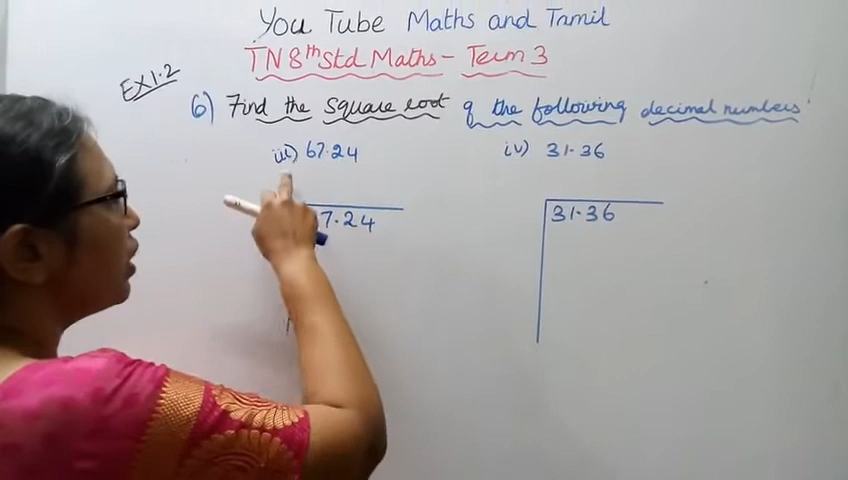 You Tube Maths and Tamil
TN 8th Std Maths - Term 3
EX 1.2
6) Find the square root of the following decimal numbers
iii) 67.24 iv) 31.36
7.24 31.36